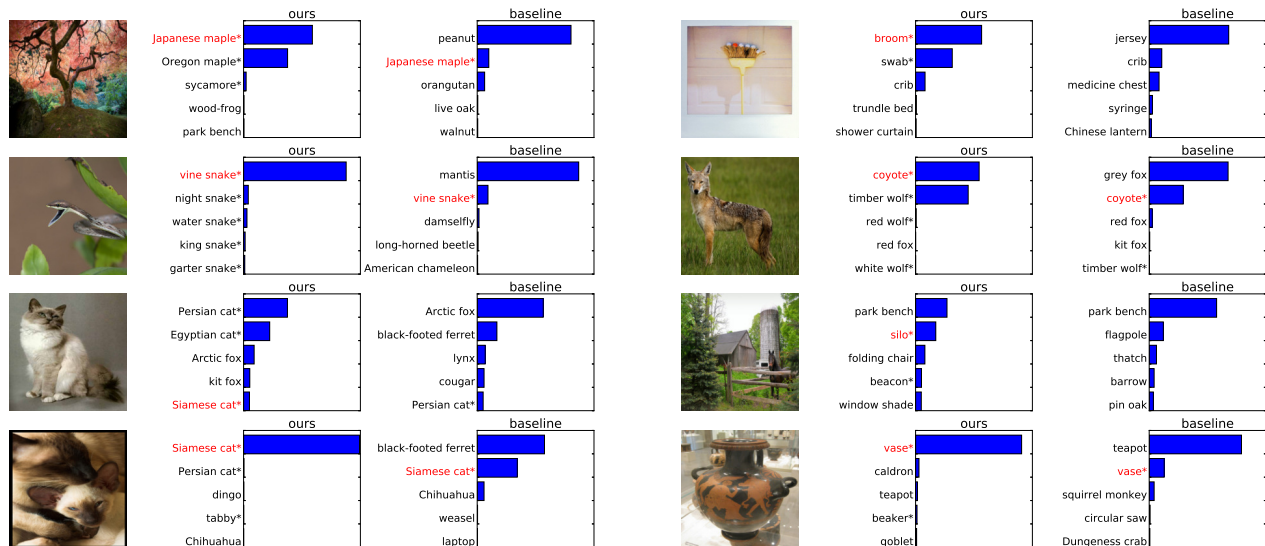 ours
Japanese maple*
Oregon maple*
sycamore*
wood-frog
park bench
baseline
peanut
Japanese maple*
orangutan
live oak
walnut
ours
broom*
swab*
crib
trundle bed
shower curtain
baseline
jersey
crib
medicine chest
syringe
Chinese lantern
ours
vine snake*
night snake*
water snake*
king snake*
garter snake*
baseline
mantis
vine snake*
damselfly
long-horned beetle
American chameleon
ours
coyote*
timber wolf*
red wolf*
red fox
white wolf*
baseline
grey fox
coyote*
red fox
kit fox
timber wolf*
ours
Persian cat*
Egyptian cat*
Arctic fox
kit fox
Siamese cat*
baseline
Arctic fox
black-footed ferret
lynx
cougar
Persian cat*
ours
park bench
silo*
folding chair
beacon*
window shade
baseline
park bench
flagpole
thatch
barrow
pin oak
ours
Siamese cat*
Persian cat*
dingo
tabby*
Chihuahua
baseline
black-footed ferret
Siamese cat*
Chihuahua
weasel
laptop
ours
vase*
caldron
teapot
beaker*
goblet
baseline
teapot
vase*
squirrel monkey
circular saw
Dungeness crab